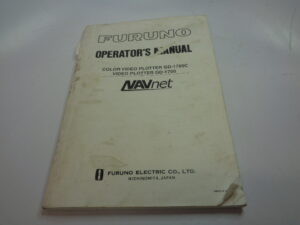 FURUNO
OPERATOR'S MANUAL
COLOR VIDEO PLOTTER GD-1700C
VIDEO PLOTTER GD-1700
NAVnet
FURUNO ELECTRIC CO., LTD.
NISHINOMIYA, JAPAN